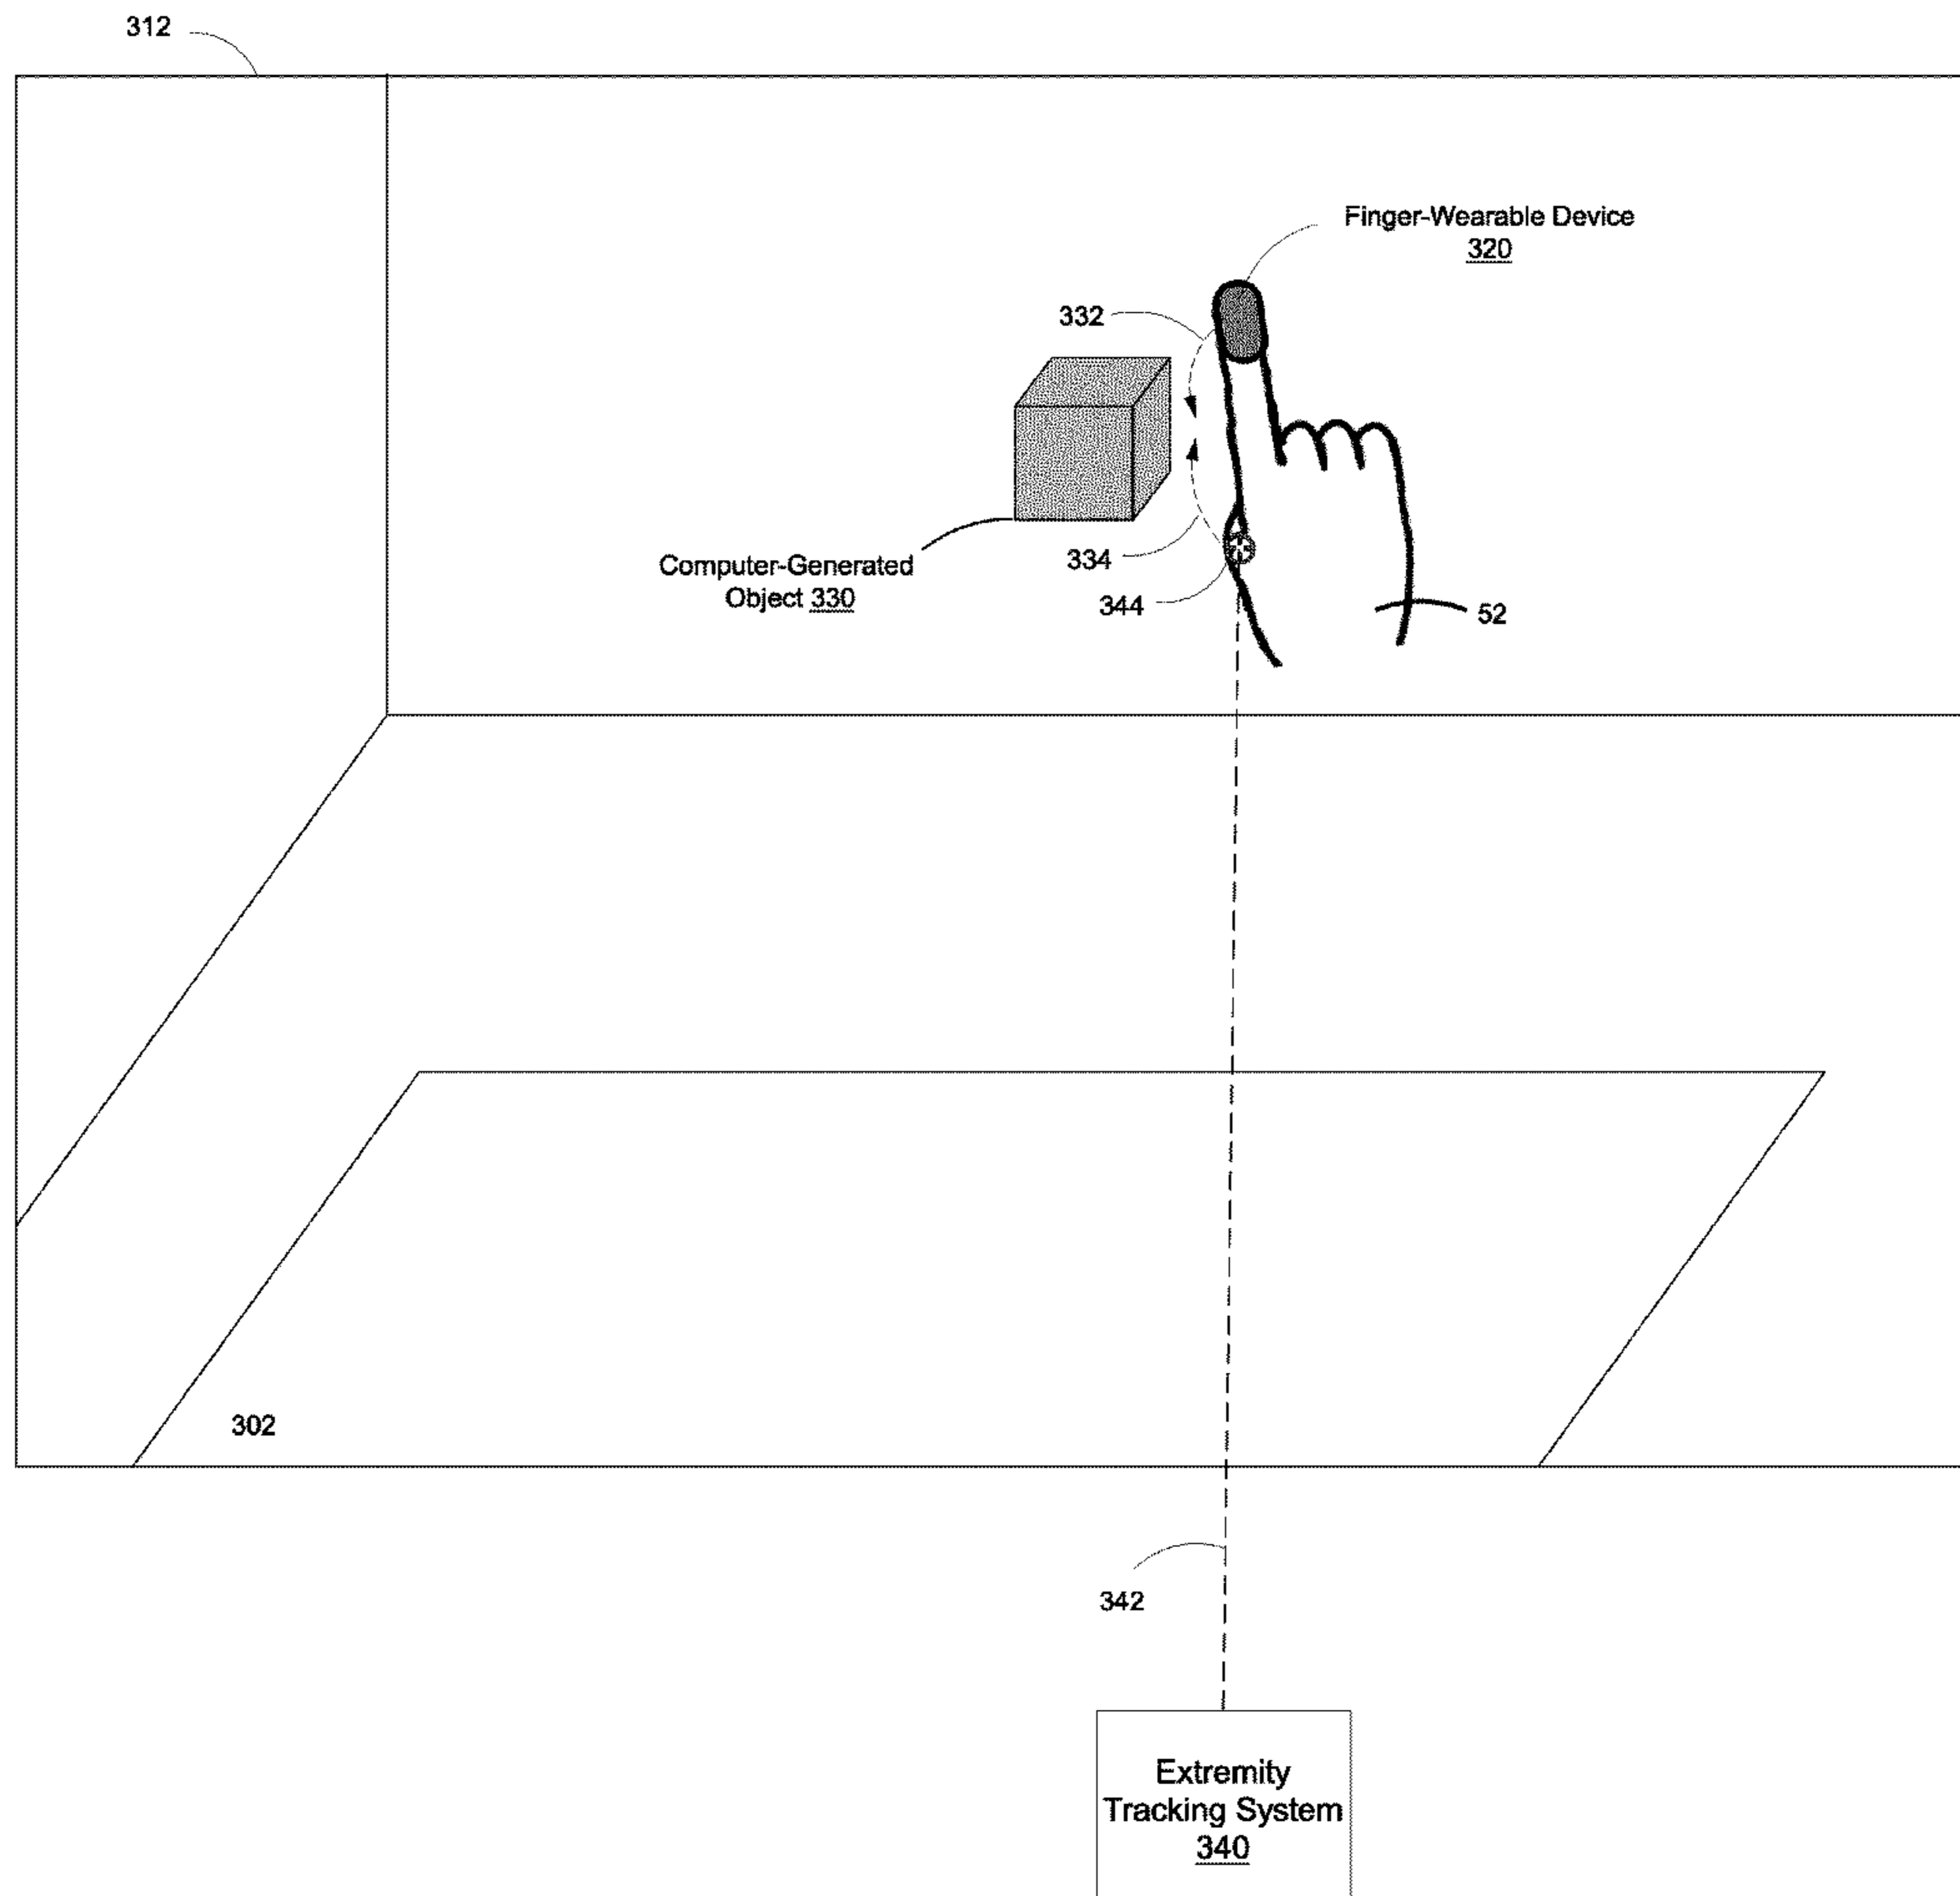 312
Finger-Wearable Device
320
332
Computer-Generated
Object 330
334
344
52
302
342
Extremity
Tracking System
340